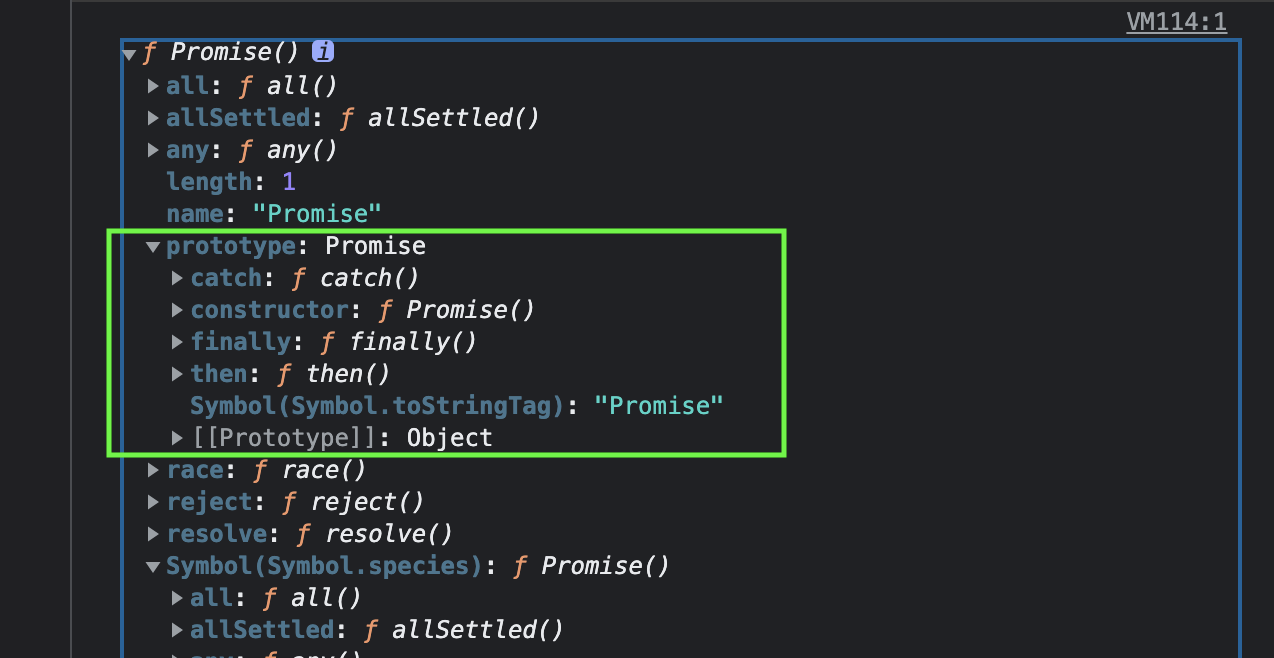 VM114:1
ƒ Promise() i
all: ƒ all()
allSettled: ƒ allSettled()
any: ƒ any()
length: 1
name: "Promise"
prototype: Promise
catch: ƒ catch()
constructor: ƒ Promise()
finally: ƒ finally()
then: ƒ then()
Symbol(Symbol.toStringTag): "Promise"
[[Prototype]]: Object
race: ƒ race()
reject: ƒ reject()
resolve: ƒ resolve()
Symbol(Symbol.species): ƒ Promise()
all: ƒ all()
allSettled: ƒ allSettled()
any: ƒ any()